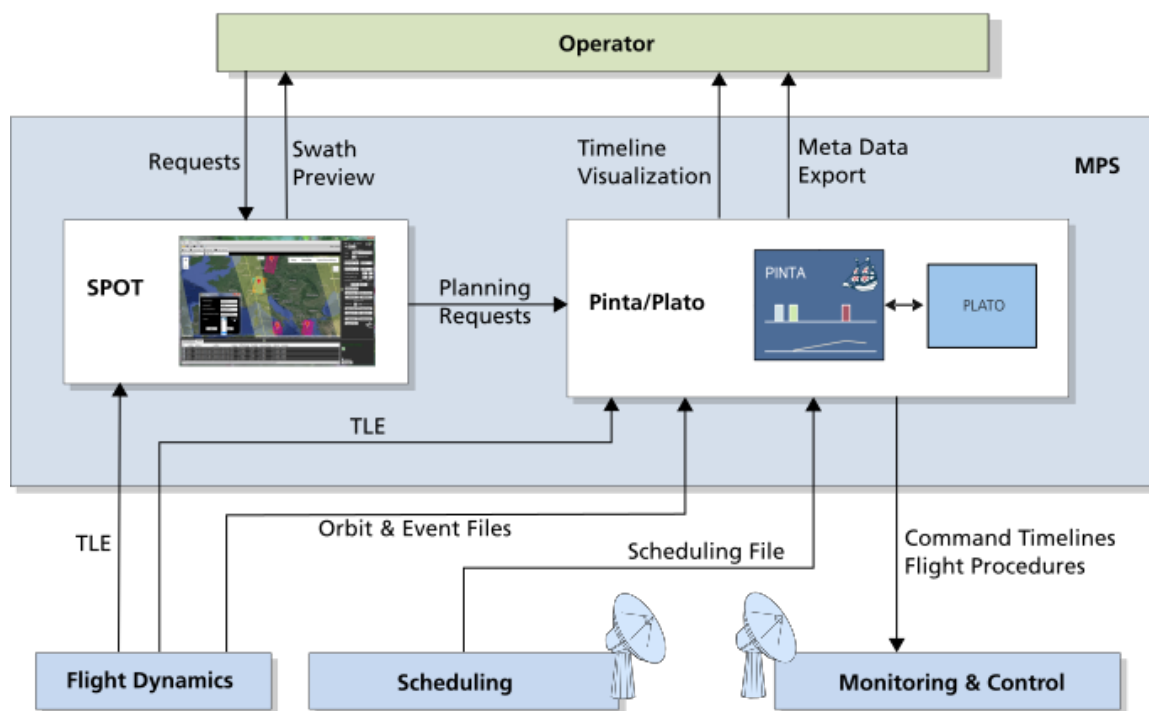 Operator
Requests
Swath
Preview
Timeline
Visualization
Meta Data
Export
MPS
SPOT
Planning
Requests
Pinta/Plato
PINTA
PLATO
TLE
TLE
Orbit & Event Files
Scheduling File
Command Timelines
Flight Procedures
Flight Dynamics
Scheduling
Monitoring & Control